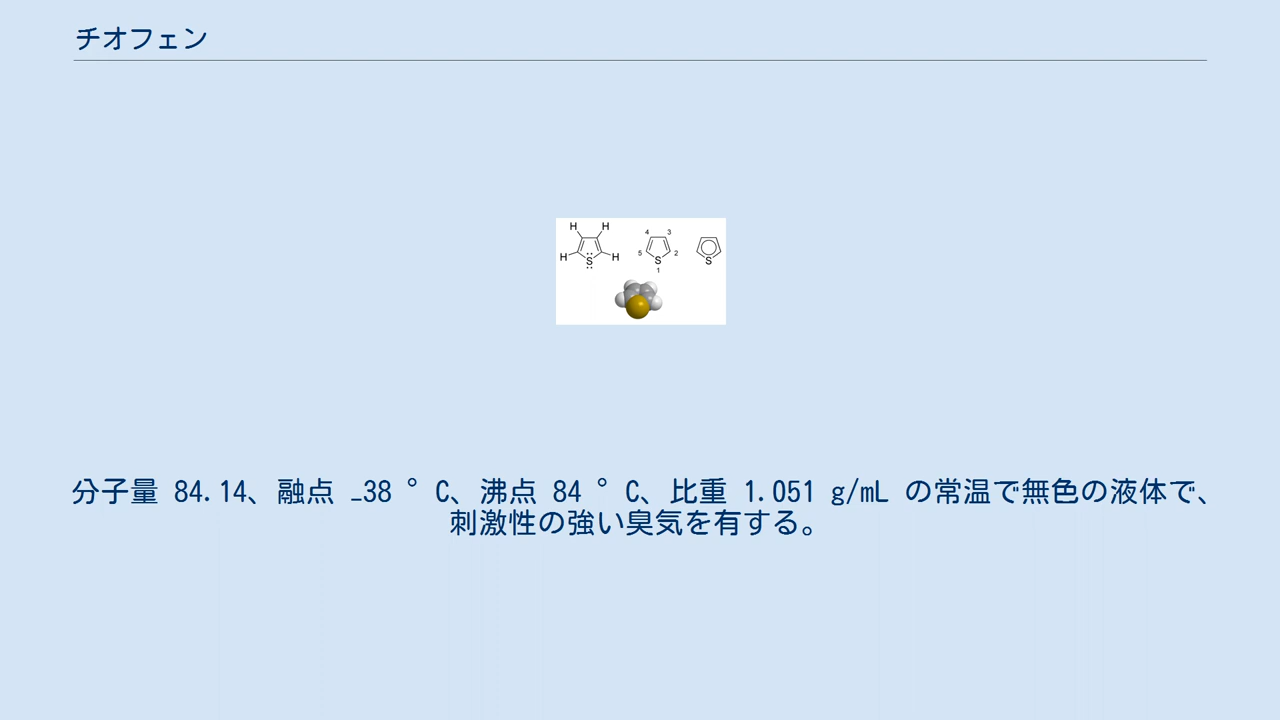 チオフェン
H H
H S H
4 3
5 2
S
1
S
分子量 84.14、融点 −38 °C、沸点 84 °C、比重 1.051 g/mL の常温で無色の液体で、
刺激性の強い臭気を有する。